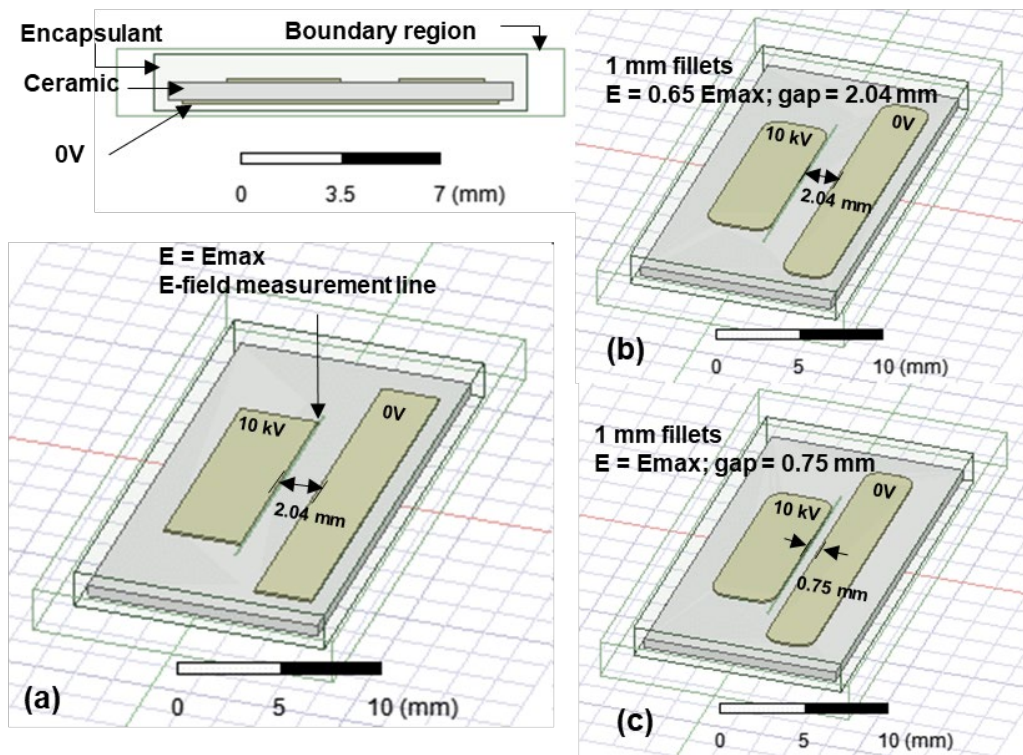 Encapsulant
Boundary region
Ceramic
0V
0 3.5 7 (mm)
E = Emax
E-field measurement line
10 kV
0V
2.04 mm
(a)
0 5 10 (mm)
1 mm fillets
E = 0.65 Emax; gap = 2.04 mm
10 kV
0V
2.04 mm
(b)
0 5 10 (mm)
1 mm fillets
E = Emax; gap = 0.75 mm
10 kV
0V
0.75 mm
(c)
0 5 10 (mm)